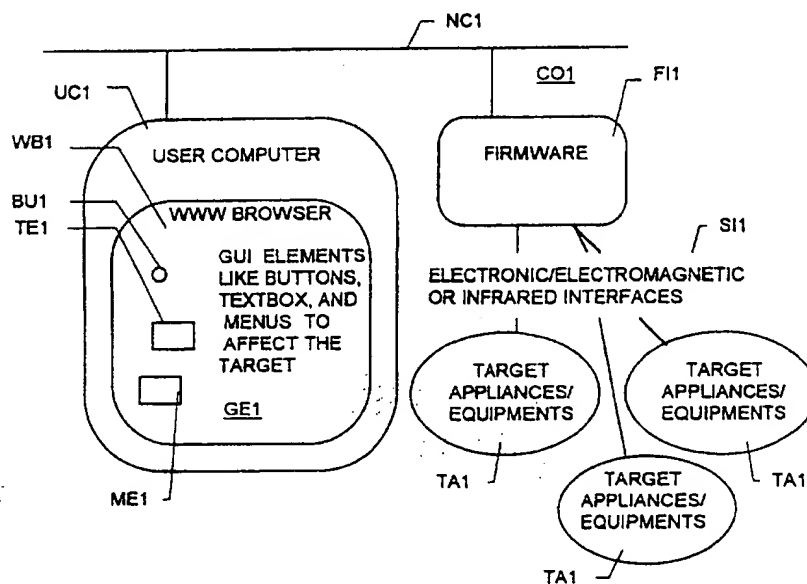 NC1
CO1
FI1
UC1
WB1
USER COMPUTER
FIRMWARE
BU1
TE1
WWW BROWSER
GUI ELEMENTS
LIKE BUTTONS,
TEXTBOX, AND
MENUS TO
AFFECT THE
TARGET
GE1
ME1
SI1
ELECTRONIC/ELECTROMAGNETIC
OR INFRARED INTERFACES
TARGET
APPLIANCES/
EQUIPMENTS
TA1
TARGET
APPLIANCES/
EQUIPMENTS
TA1
TARGET
APPLIANCES/
EQUIPMENTS
TA1